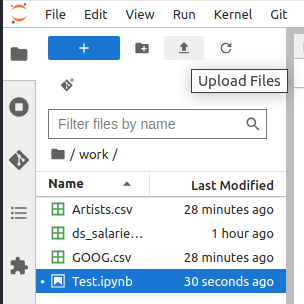 File Edit View Run Kernel Git
Upload Files
Filter files by name
/ work /
Name Last Modified
Artists.csv 28 minutes ago
ds_salarie... 1 hour ago
GOOG.csv 28 minutes ago
Test.ipynb 30 seconds ago